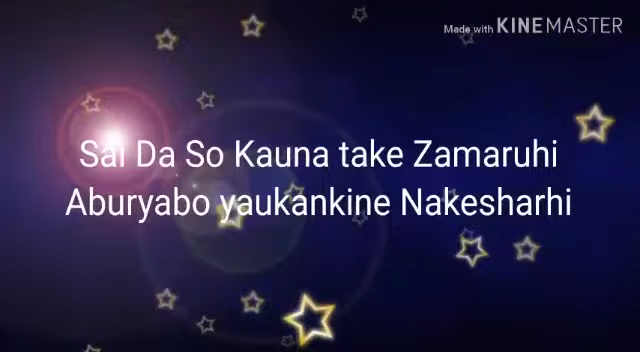 Made with KINEMASTER
Sai Da So Kauna take Zamaruhi
Aburyabo yaukankine Nakesharhi